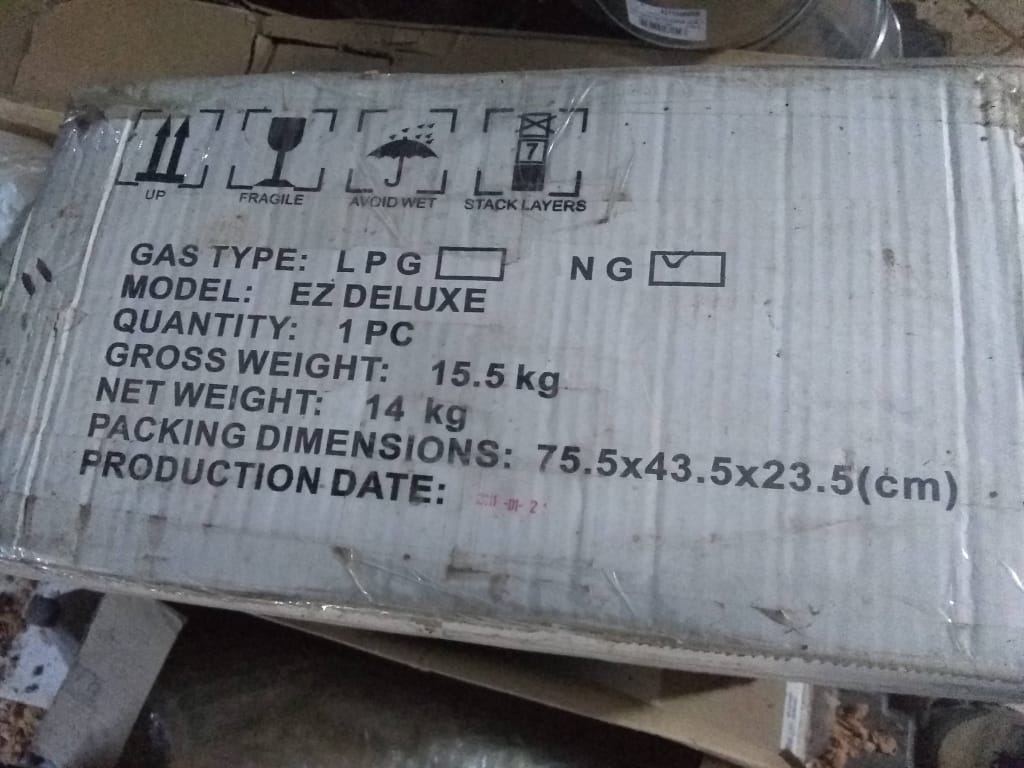 7
UP FRAGILE AVOID WET STACK LAYERS
GAS TYPE: LPG NG
MODEL: EZ DELUXE
QUANTITY: 1 PC
GROSS WEIGHT: 15.5 kg
NET WEIGHT: 14 kg
PACKING DIMENSIONS: 75.5x43.5x23.5(cm)
PRODUCTION DATE: